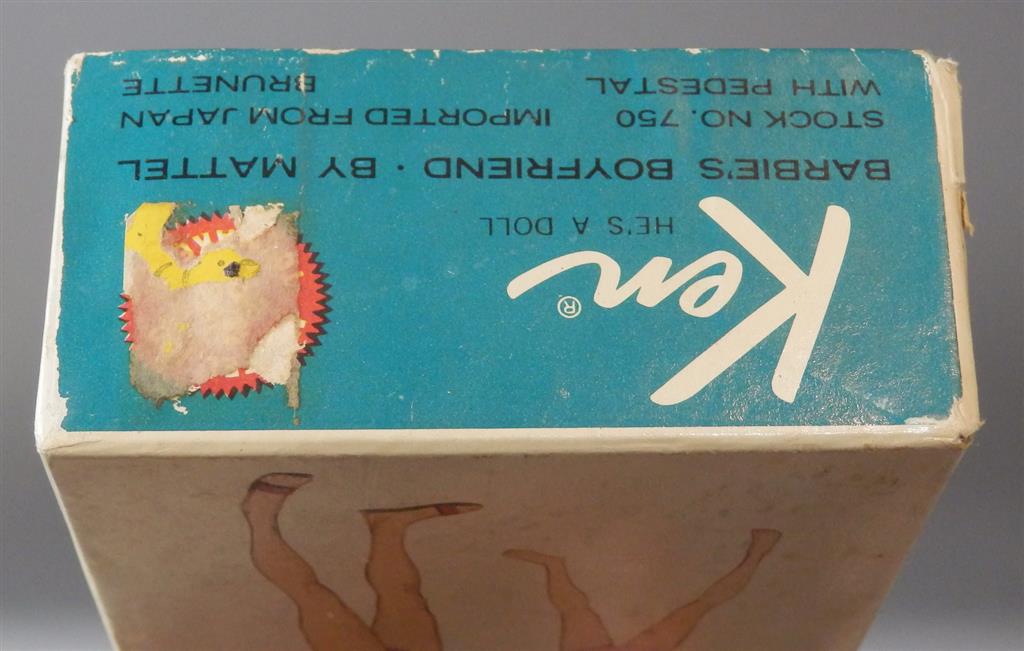 Ken®
HE'S A DOLL
BARBIE'S BOYFRIEND · BY MATTEL
STOCK NO. 750 IMPORTED FROM JAPAN
WITH PEDESTAL BRUNETTE